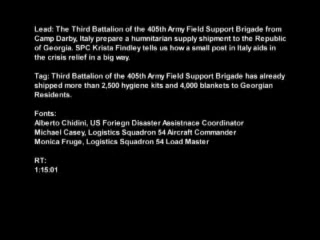 Lead: The Third Battalion of the 405th Army Field Support Brigade from
Camp Darby, Italy prepare a humnitarian supply shipment to the Republic
of Georgia. SPC Krista Findley tells us how a small post in Italy aids in
the crisis relief in a big way.
Tag: Third Battalion of the 405th Army Field Support Brigade has already
shipped more than 2,500 hygiene kits and 4,000 blankets to Georgian
Residents.
Fonts:
Alberto Chidini, US Foriegn Disaster Assistnace Coordinator
Michael Casey, Logistics Squadron 54 Aircraft Commander
Monica Fruge, Logistics Squadron 54 Load Master
RT:
1:15:01